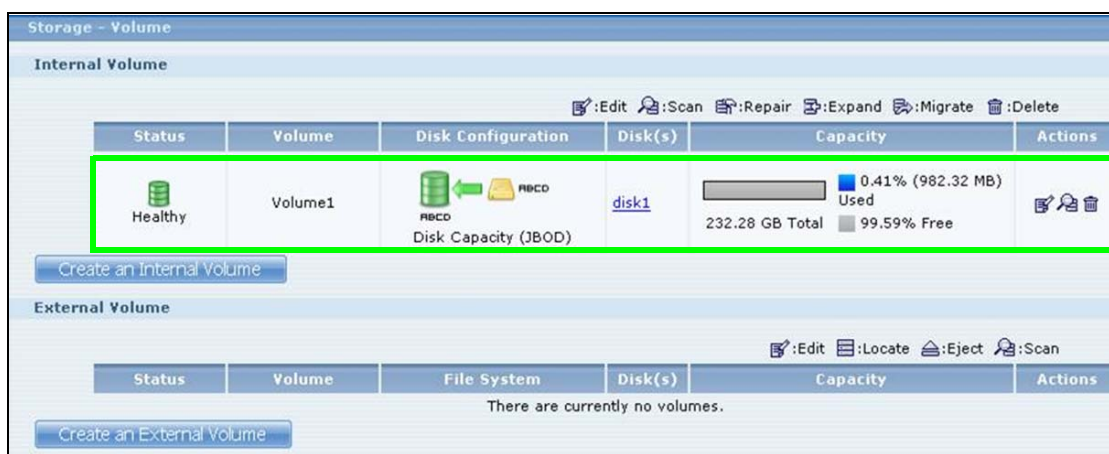 Storage - Volume
Internal Volume
:Edit :Scan :Repair :Expand :Migrate :Delete
Status Volume Disk Configuration Disk(s) Capacity Actions
Healthy Volume1 ABCD ABCD Disk Capacity (JBOD) disk1 232.28 GB Total 0.41% (982.32 MB) Used 99.59% Free
Create an Internal Volume
External Volume
:Edit :Locate :Eject :Scan
Status Volume File System Disk(s) Capacity Actions
There are currently no volumes.
Create an External Volume